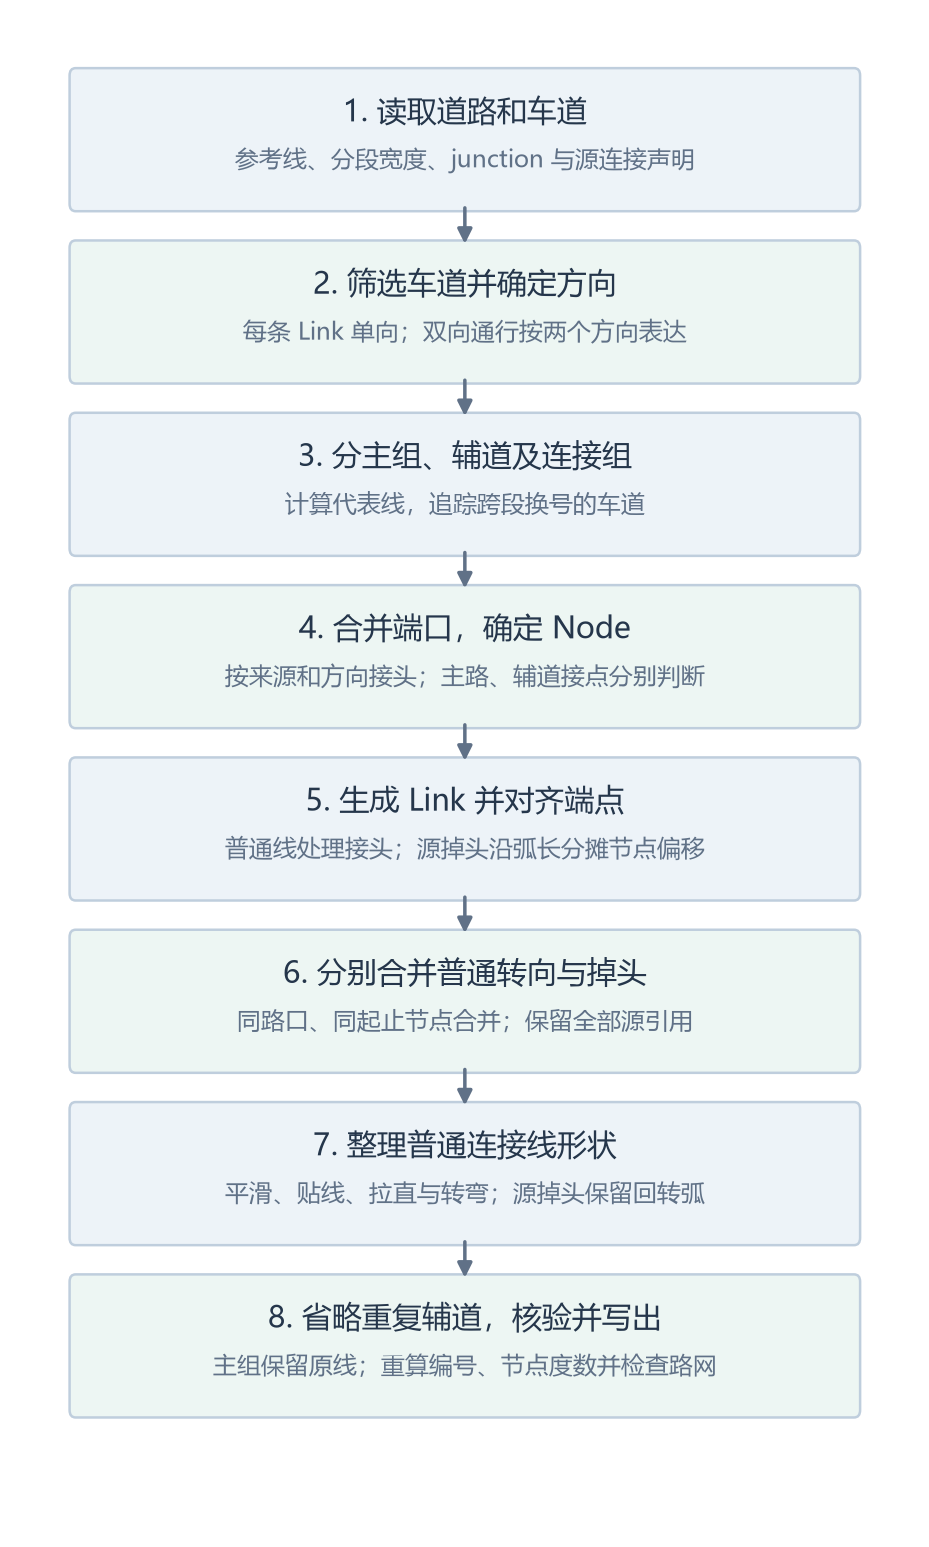 1. 读取道路和车道
参考线、分段宽度、junction 与源连接声明
2. 筛选车道并确定方向
每条 Link 单向；双向通行按两个方向表达
3. 分主组、辅道及连接组
计算代表线，追踪跨段换号的车道
4. 合并端口，确定 Node
按来源和方向接头；主路、辅道接点分别判断
5. 生成 Link 并对齐端点
普通线处理接头；源掉头沿弧长分摊节点偏移
6. 分别合并普通转向与掉头
同路口、同起止节点合并；保留全部源引用
7. 整理普通连接线形状
平滑、贴线、拉直与转弯；源掉头保留回转弧
8. 省略重复辅道，核验并写出
主组保留原线；重算编号、节点度数并检查路网